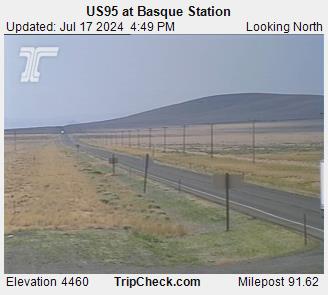 US95 at Basque Station
Updated: Jul 17 2024 4:49 PM Looking North
Elevation 4460 TripCheck.com Milepost 91.62